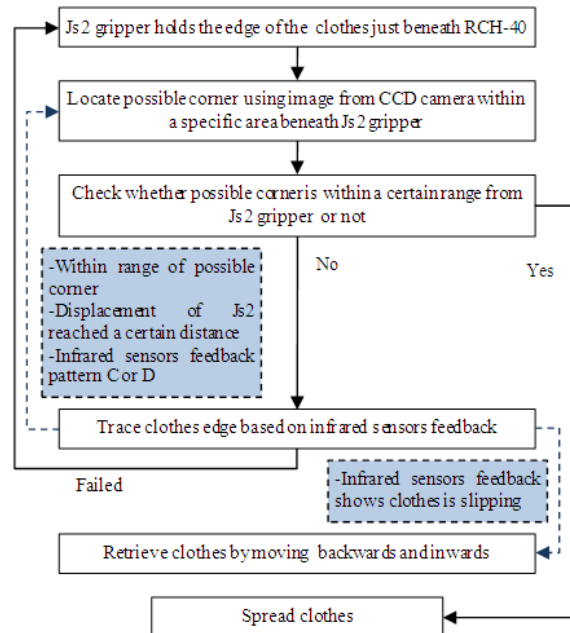 Js2 gripper holds the edge of the clothes just beneath RCH-40
Locate possible corner using image from CCD camera within
a specific area beneath Js2 gripper
Check whether possible corner is within a certain range from
Js2 gripper or not
No
Yes
-Within range of possible
corner
-Displacement of Js2
reached a certain distance
-Infrared sensors feedback
pattern C or D
Trace clothes edge based on infrared sensors feedback
Failed
-Infrared sensors feedback
shows clothes is slipping
Retrieve clothes by moving backwards and inwards
Spread clothes